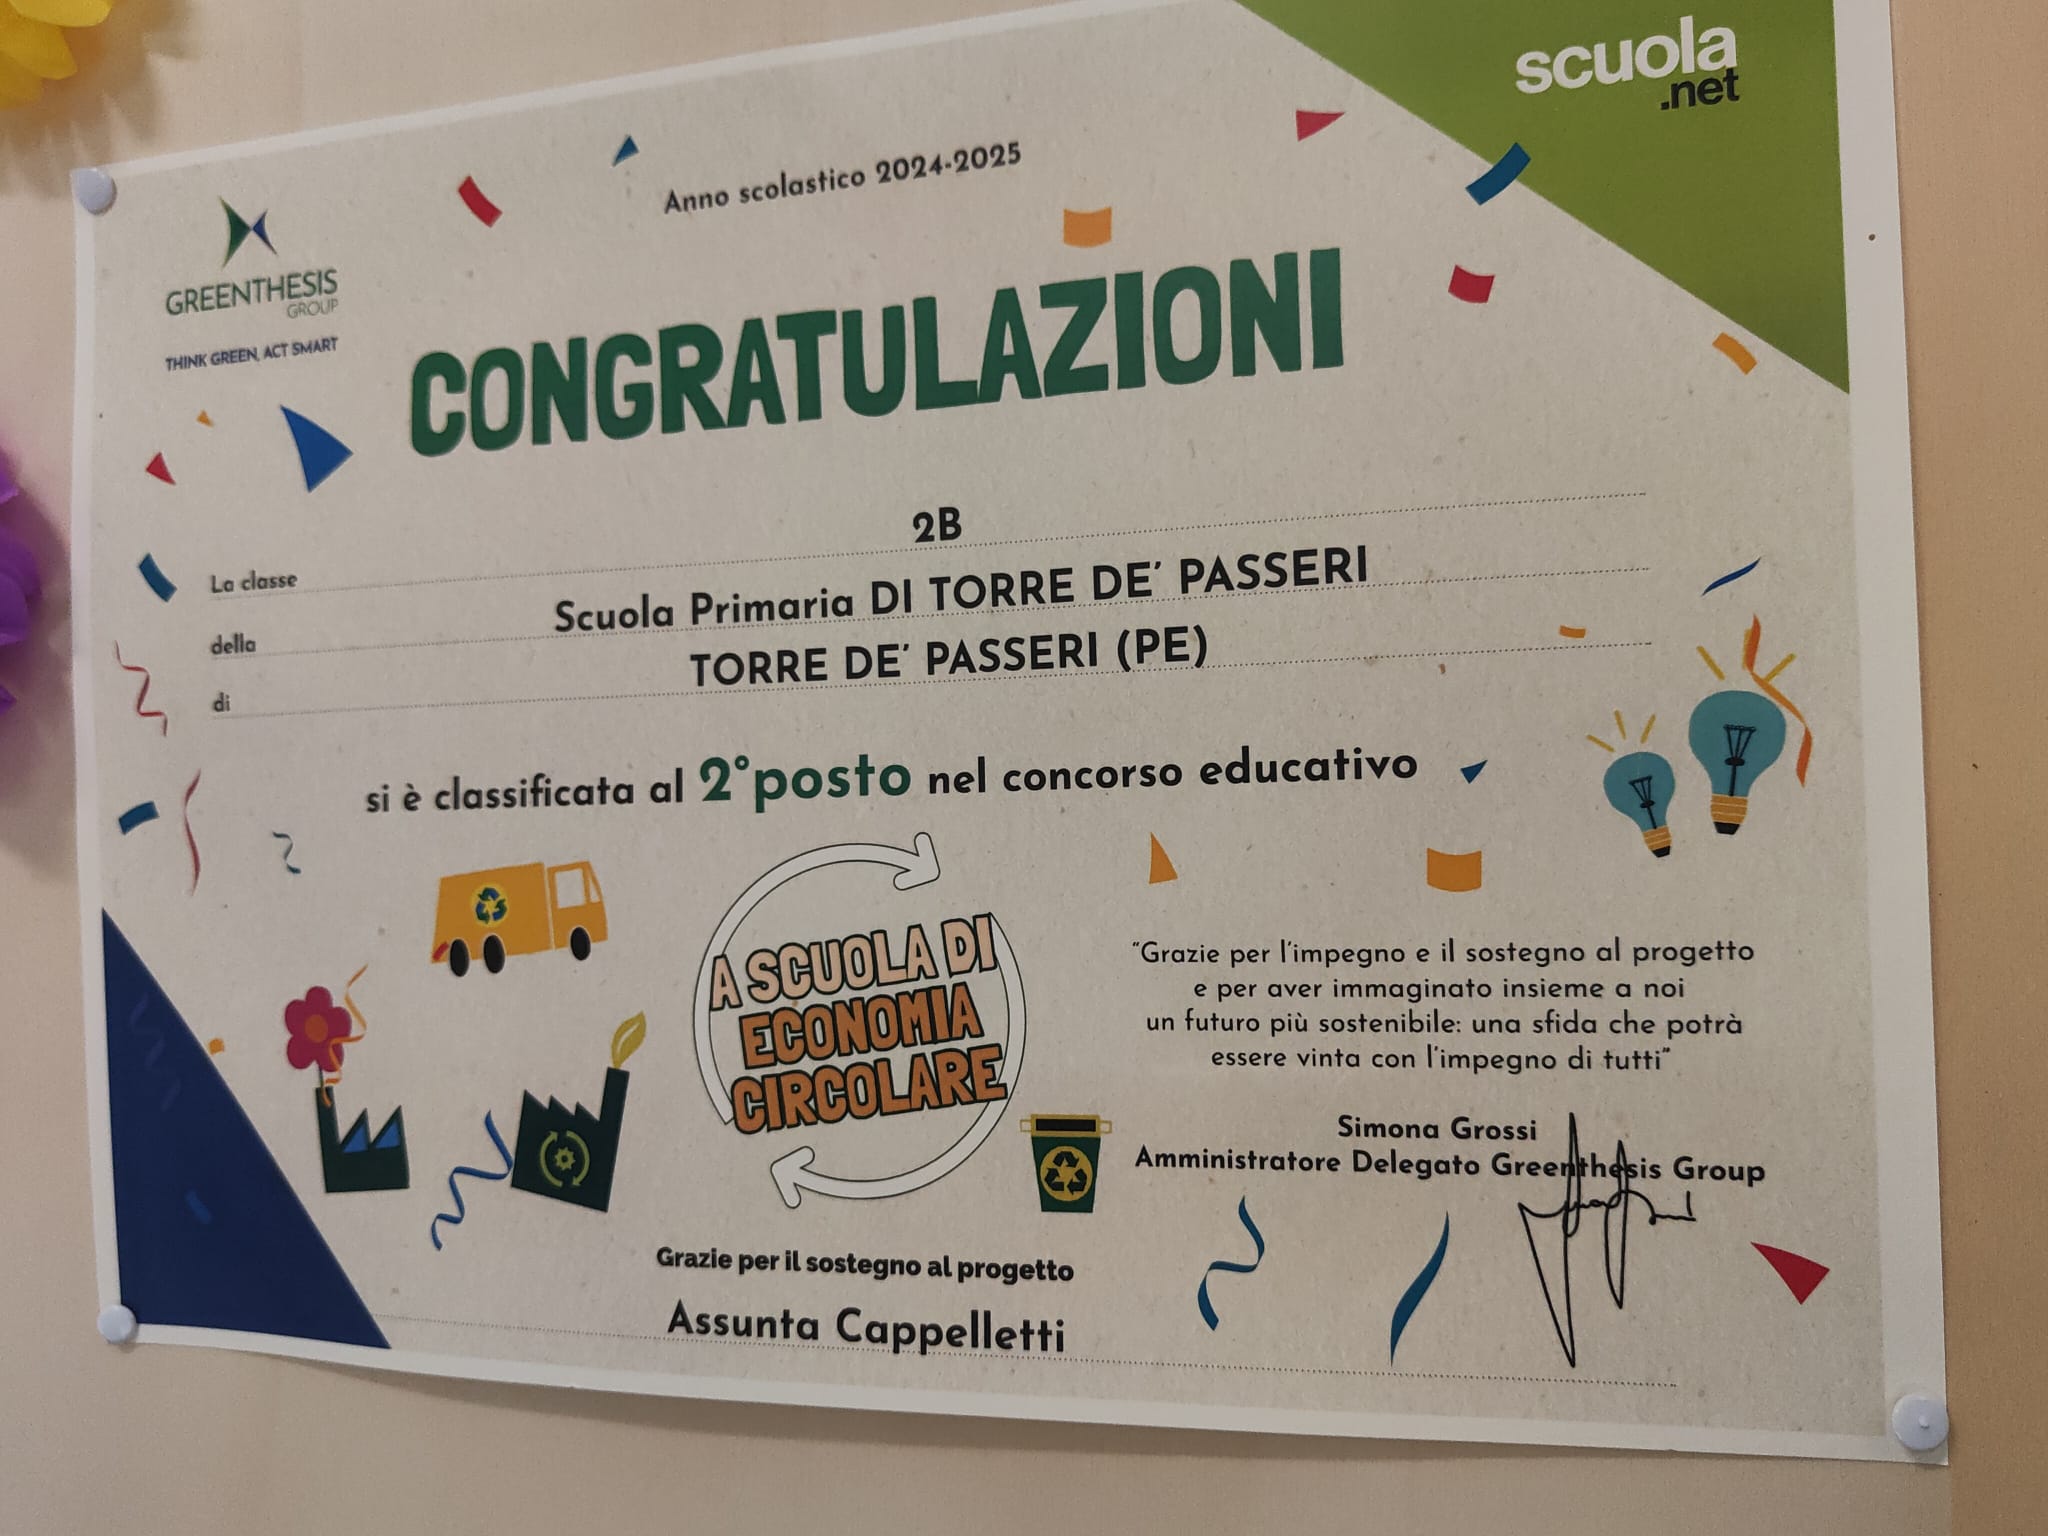 scuola
.net
Anno scolastico 2024-2025
GREENTHESIS
GROUP
THINK GREEN, ACT SMART
CONGRATULAZIONI
La classe 2B
della Scuola Primaria DI TORRE DE' PASSERI
di TORRE DE' PASSERI (PE)
si è classificata al 2° posto nel concorso educativo
A SCUOLA DI
ECONOMIA
CIRCOLARE
"Grazie per l'impegno e il sostegno al progetto
e per aver immaginato insieme a noi
un futuro più sostenibile: una sfida che potrà
essere vinta con l'impegno di tutti"
Simona Grossi
Amministratore Delegato Greenthesis Group
Grazie per il sostegno al progetto
Assunta Cappelletti